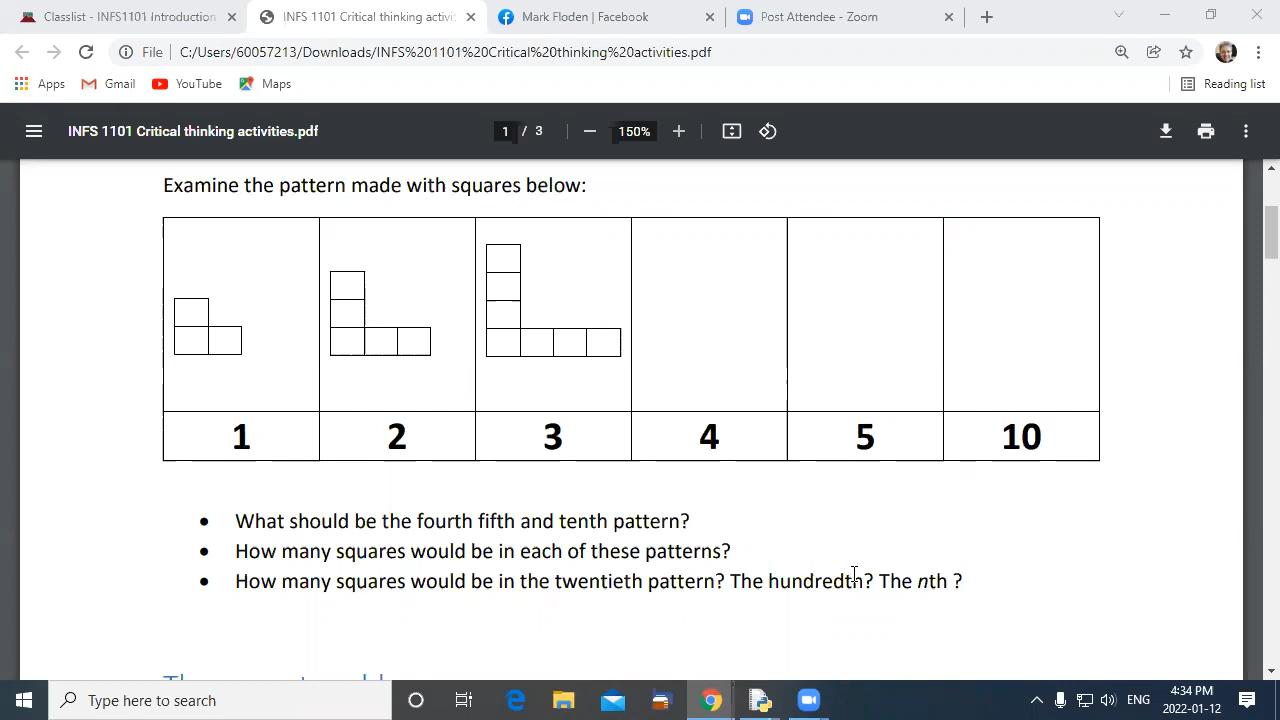 Classlist - INFS1101 Introduction
INFS 1101 Critical thinking activi
Mark Floden | Facebook
Post Attendee - Zoom
File
C:/Users/60057213/Downloads/INFS%201101%20Critical%20thinking%20activities.pdf
Apps
Gmail
YouTube
Maps
Reading list
INFS 1101 Critical thinking activities.pdf
1 / 3
150%
Examine the pattern made with squares below:
1 2 3 4 5 10
• What should be the fourth fifth and tenth pattern?
• How many squares would be in each of these patterns?
• How many squares would be in the twentieth pattern? The hundredth? The nth ?
Type here to search
ENG
4:34 PM
2022-01-12